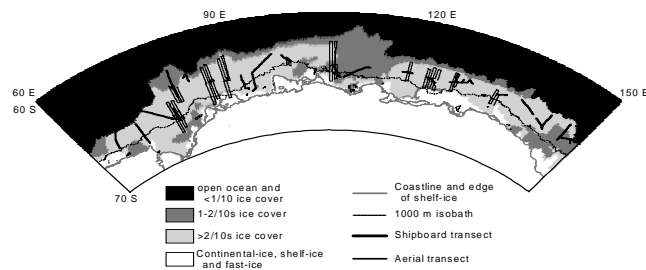 90 E
120 E
60 E
60 S
150 E
70 S
open ocean and
<1/10 ice cover
1-2/10s ice cover
>2/10s ice cover
Continental-ice, shelf-ice
and fast-ice
Coastline and edge
of shelf-ice
1000 m isobath
Shipboard transect
Aerial transect